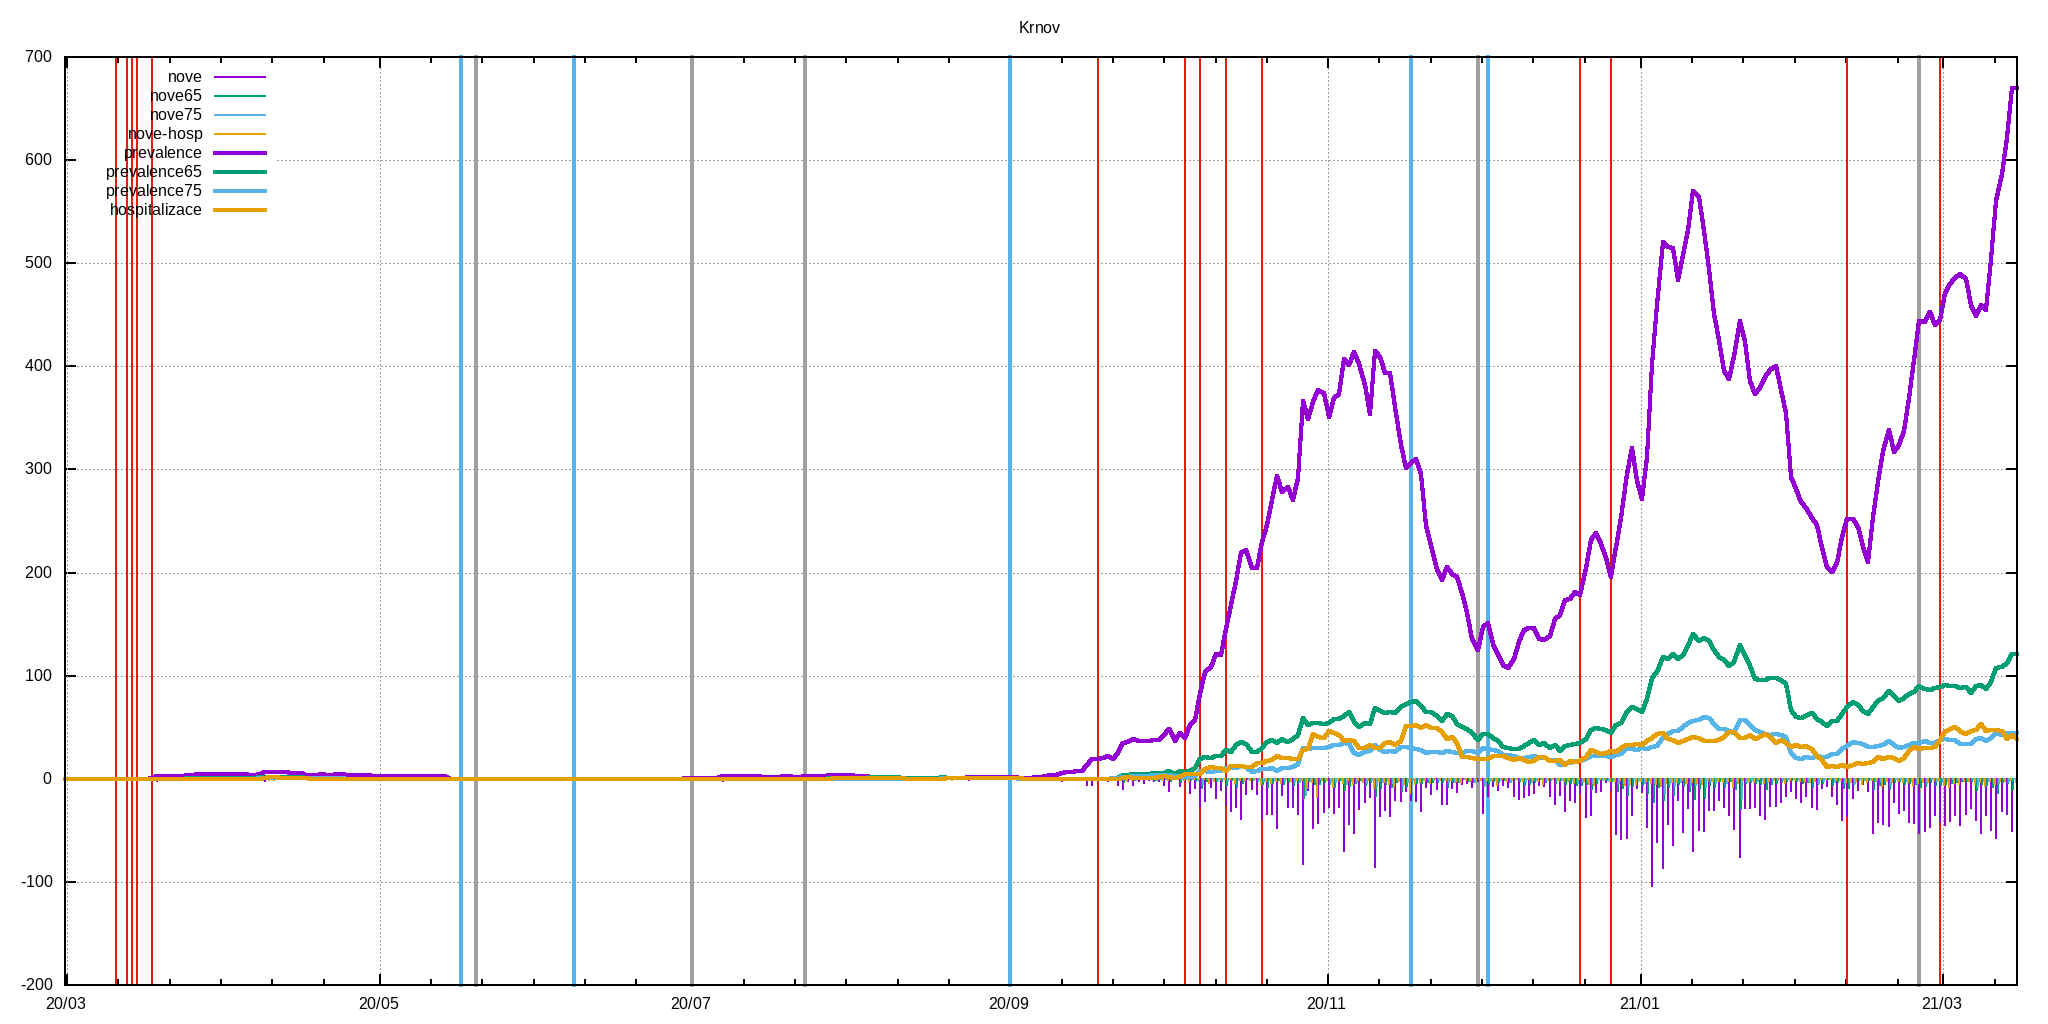 Krnov
700
600
500
400
300
200
100
0
-100
-200
nove
nove65
nove75
nove-hosp
prevalence
prevalence65
prevalence75
hospitalizace
20/03
20/05
20/07
20/09
20/11
21/01
21/03